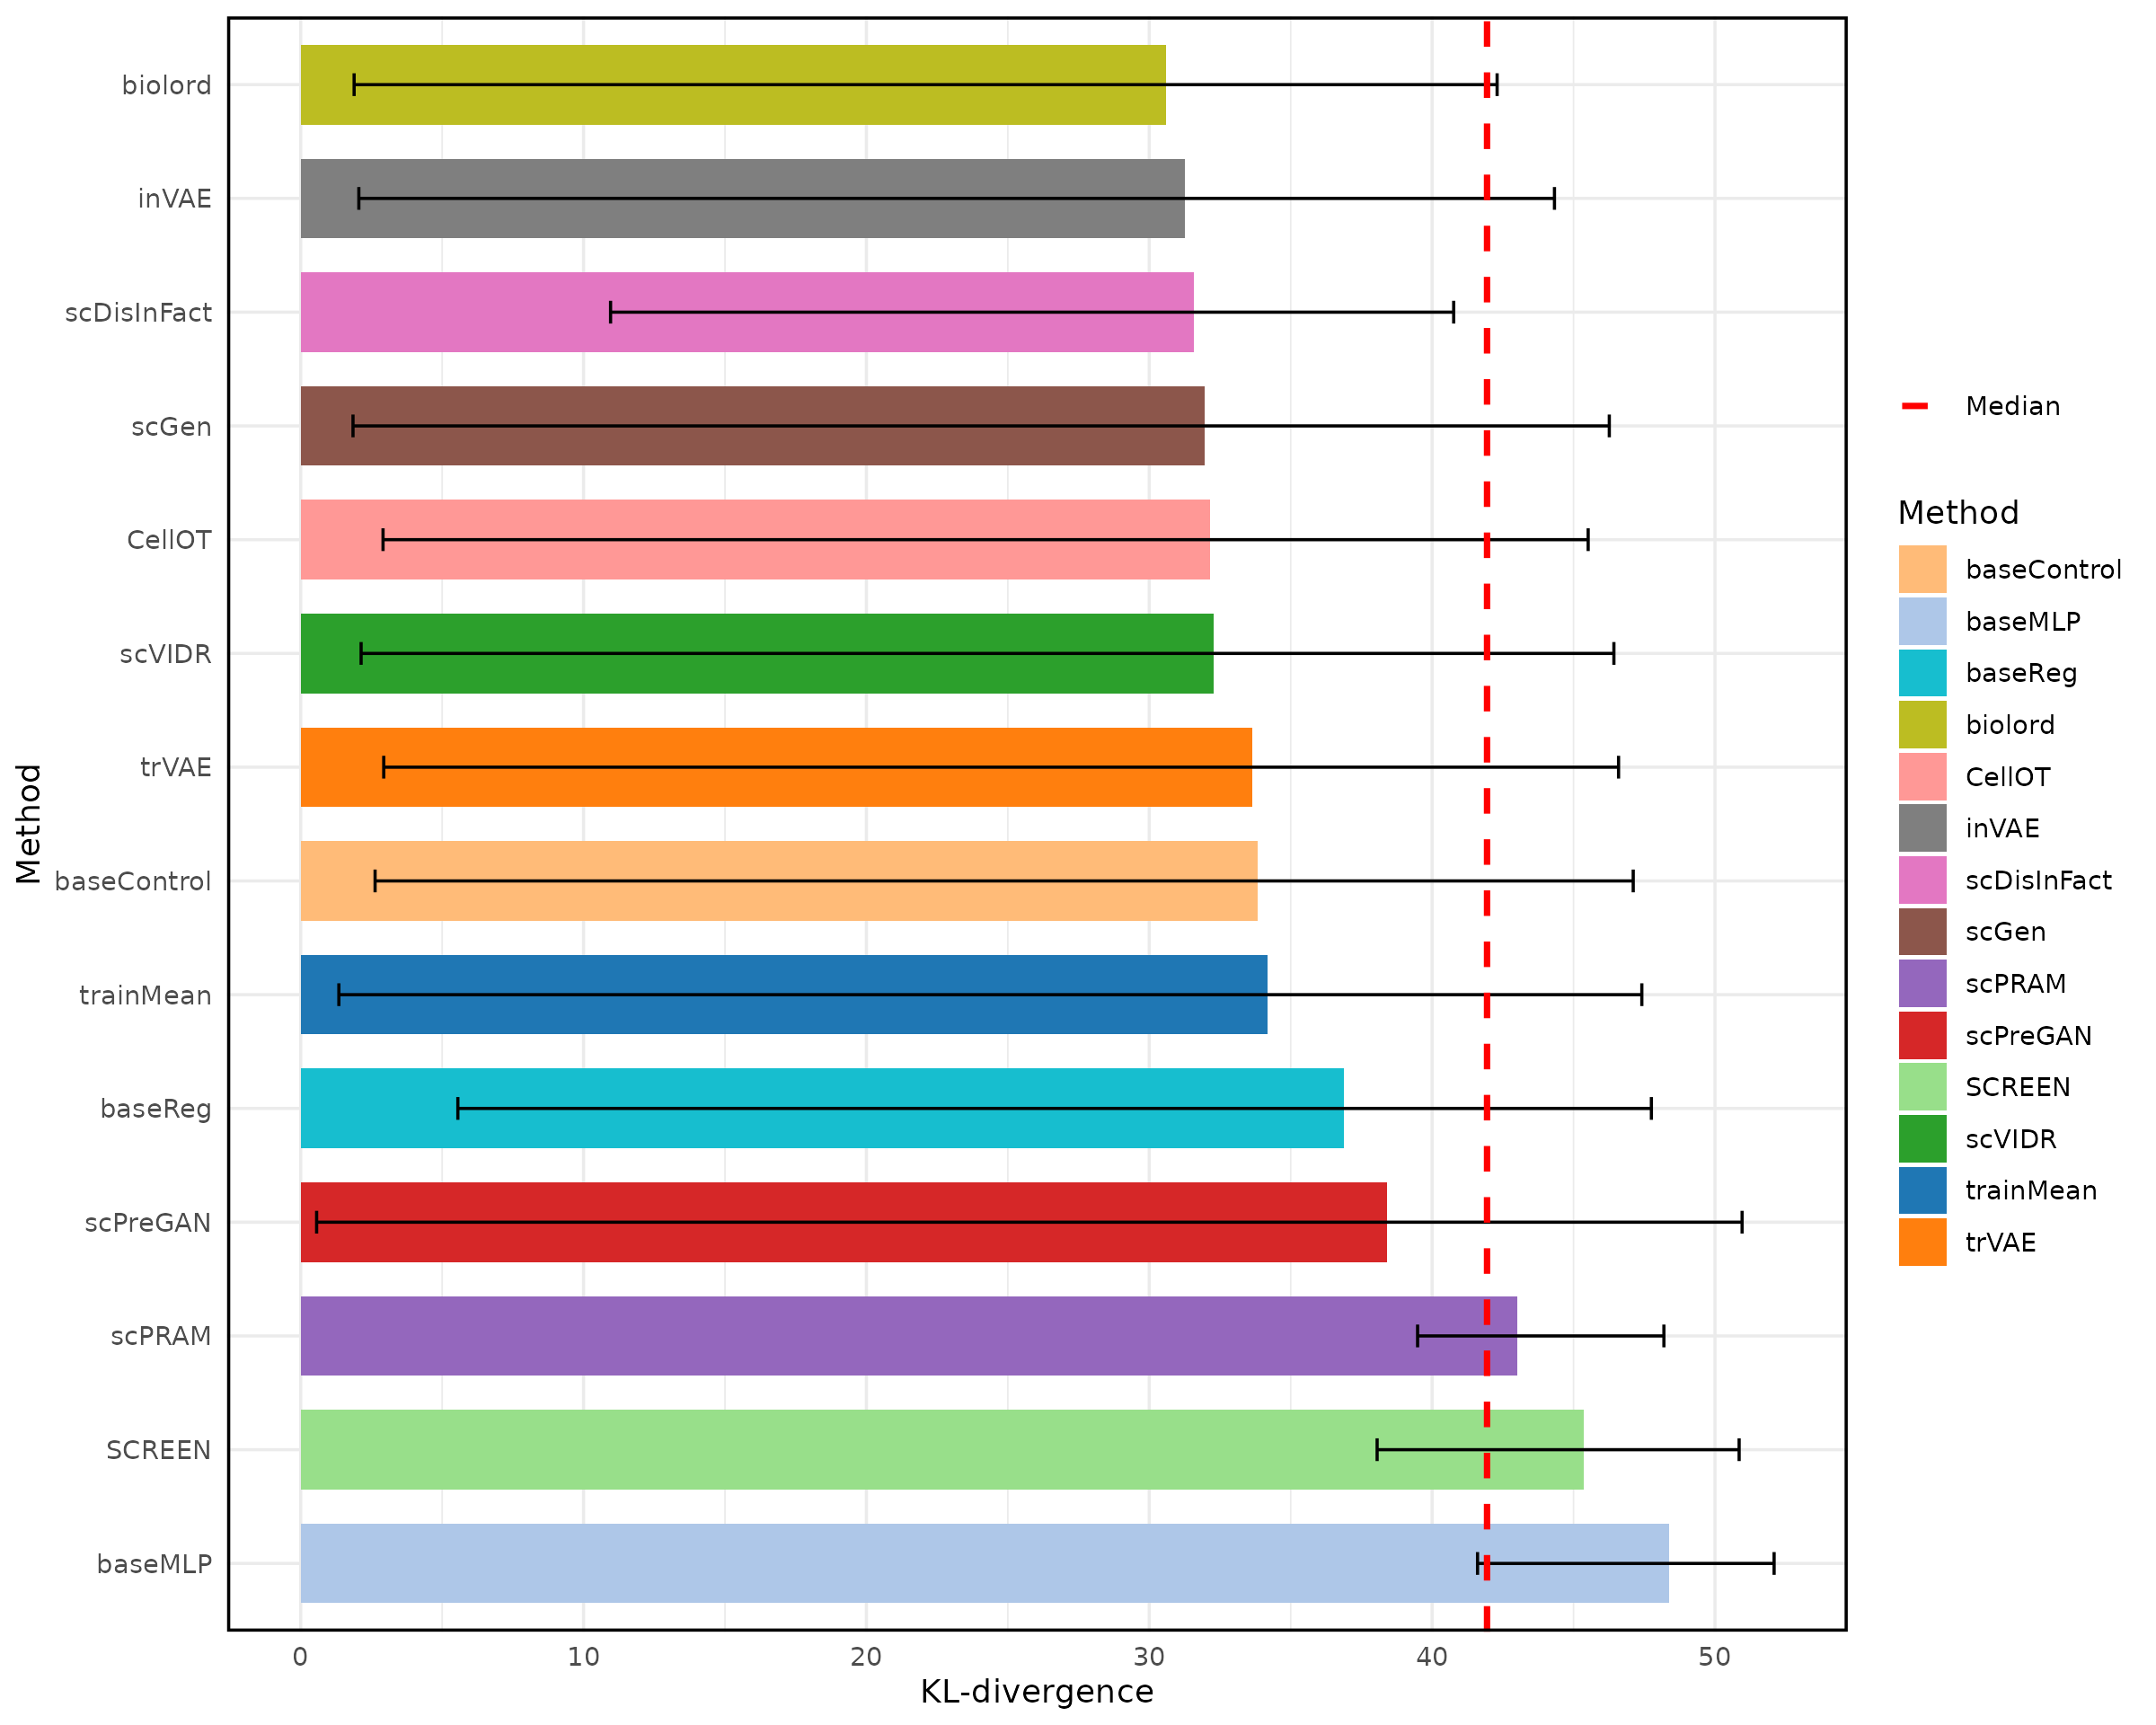 Method
biolord
inVAE
scDisInFact
scGen
CellOT
scVIDR
trVAE
baseControl
trainMean
baseReg
scPreGAN
scPRAM
SCREEN
baseMLP
0 10 20 30 40 50
KL-divergence
Median
Method
baseControl
baseMLP
baseReg
biolord
CellOT
inVAE
scDisInFact
scGen
scPRAM
scPreGAN
SCREEN
scVIDR
trainMean
trVAE